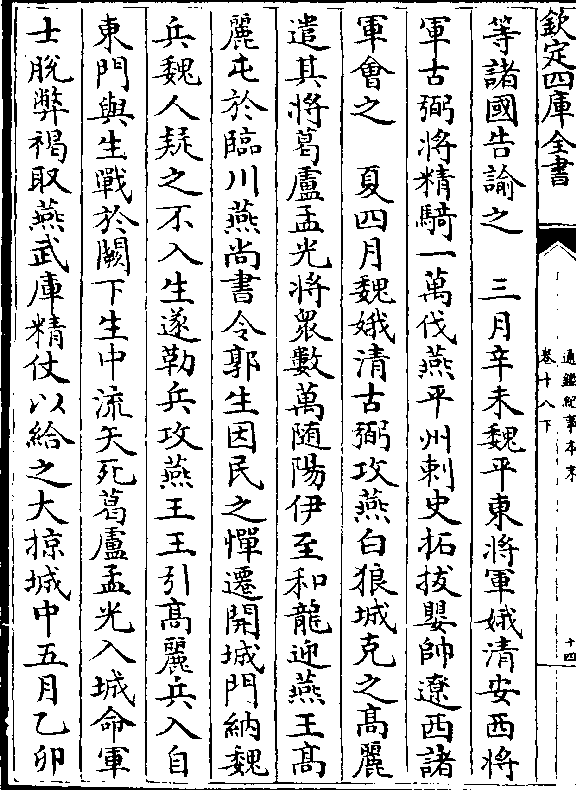 欽定四庫全書
通鑑紀事本末
卷十八下
十四
等諸國告諭之　三月辛未魏平東將軍娥清安西將
軍古弼將精騎一萬伐燕平州刺史拓拔嬰帥遼西諸
軍會之　夏四月魏娥清古弼攻燕白狼城克之高麗
遣其將葛盧孟光將衆數萬随陽伊至和龍迎燕王高
麗屯於臨川燕尚書令郭生因民之憚遷開城門納魏
兵魏人疑之不入生遂勒兵攻燕王王引高麗兵入自
東門與生戰於闕下生中流矢死葛盧孟光入城命軍
士脫弊褐取燕武庫精仗以給之大掠城中五月乙卯